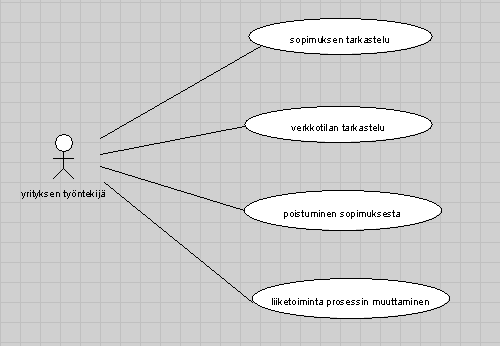 sopimuksen tarkastelu
verkkotilan tarkastelu
yrityksen työntekijä
poistuminen sopimuksesta
liiketoiminta prosessin muuttaminen